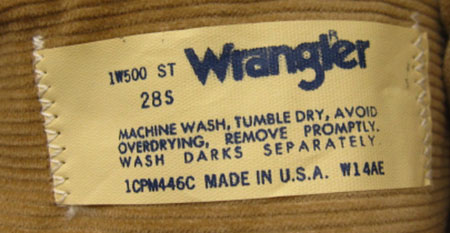 1W500 ST Wrangler
28S
MACHINE WASH, TUMBLE DRY, AVOID
OVERDRYING, REMOVE PROMPTLY.
WASH DARKS SEPARATELY.
1CPM446C MADE IN U.S.A. W14AE